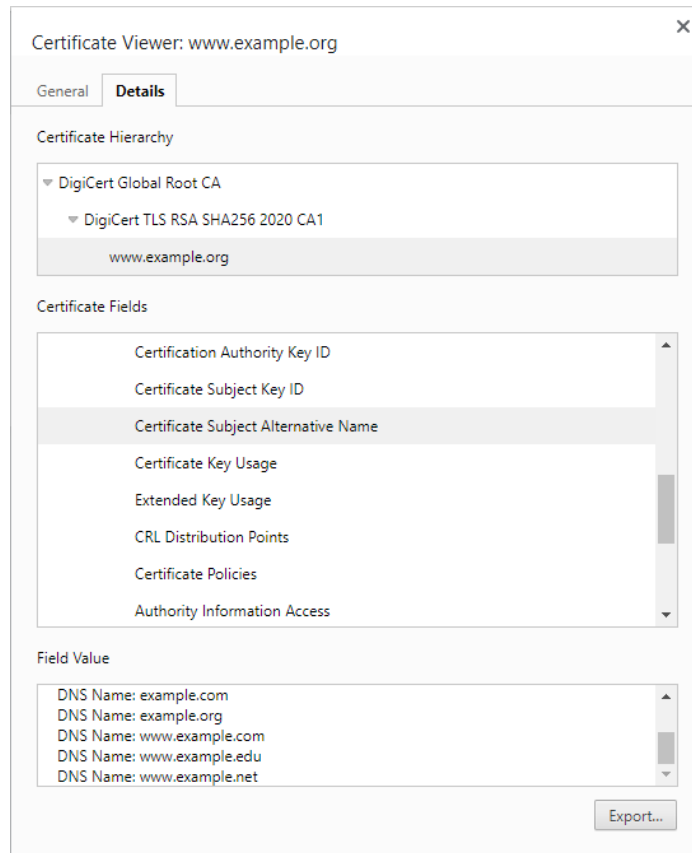 Certificate Viewer: www.example.org
General Details
Certificate Hierarchy
DigiCert Global Root CA
DigiCert TLS RSA SHA256 2020 CA1
www.example.org
Certificate Fields
Certification Authority Key ID
Certificate Subject Key ID
Certificate Subject Alternative Name
Certificate Key Usage
Extended Key Usage
CRL Distribution Points
Certificate Policies
Authority Information Access
Field Value
DNS Name: example.com
DNS Name: example.org
DNS Name: www.example.com
DNS Name: www.example.edu
DNS Name: www.example.net
Export...